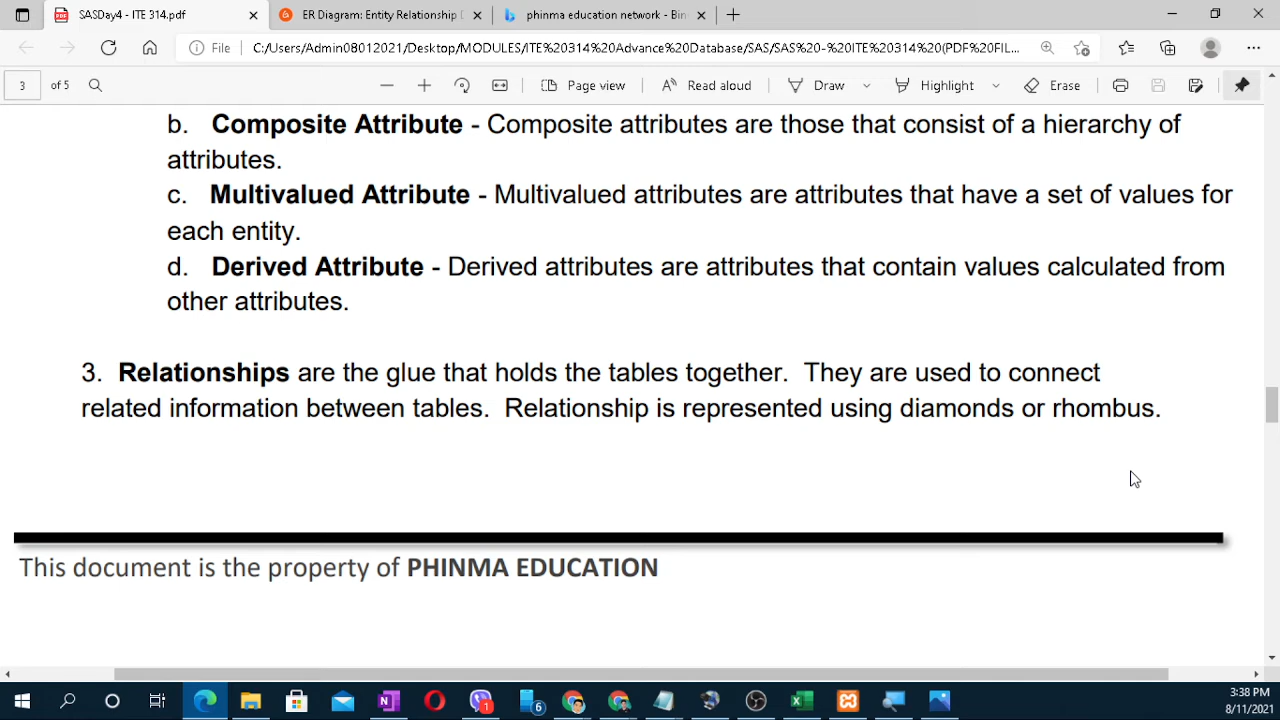 SASDay4 - ITE 314.pdf
ER Diagram: Entity Relationship D
phinma education network - Bin
File
C:/Users/Admin08012021/Desktop/MODULES/ITE%20314%20Advance%20Database/SAS/SAS%20-%20ITE%20314%20(PDF%20FIL...
3 of 5
Page view
Read aloud
Draw
Highlight
Erase
b. Composite Attribute - Composite attributes are those that consist of a hierarchy of
attributes.
c. Multivalued Attribute - Multivalued attributes are attributes that have a set of values for
each entity.
d. Derived Attribute - Derived attributes are attributes that contain values calculated from
other attributes.
3. Relationships are the glue that holds the tables together. They are used to connect
related information between tables. Relationship is represented using diamonds or rhombus.
This document is the property of PHINMA EDUCATION
1
6
3:38 PM
8/11/2021